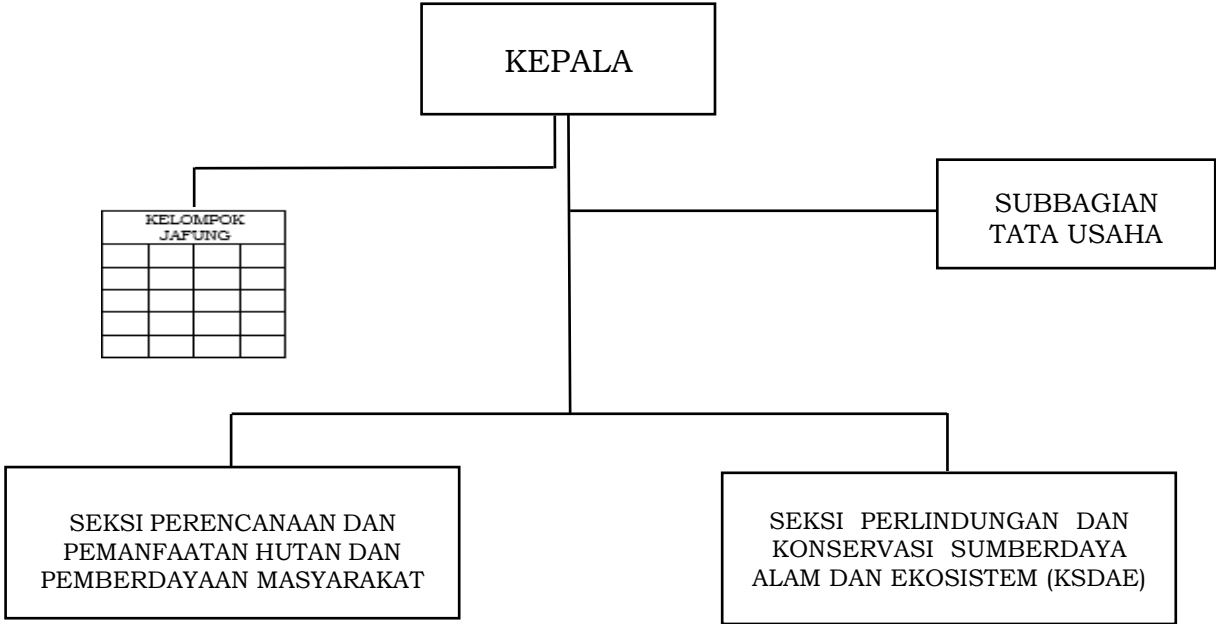 KEPALA
SUBBAGIAN
TATA USAHA
KELOMPOK
JAFUNG
SEKSI PERENCANAAN DAN
PEMANFAATAN HUTAN DAN
PEMBERDAYAAN MASYARAKAT
SEKSI PERLINDUNGAN DAN
KONSERVASI SUMBERDAYA
ALAM DAN EKOSISTEM (KSDAE)